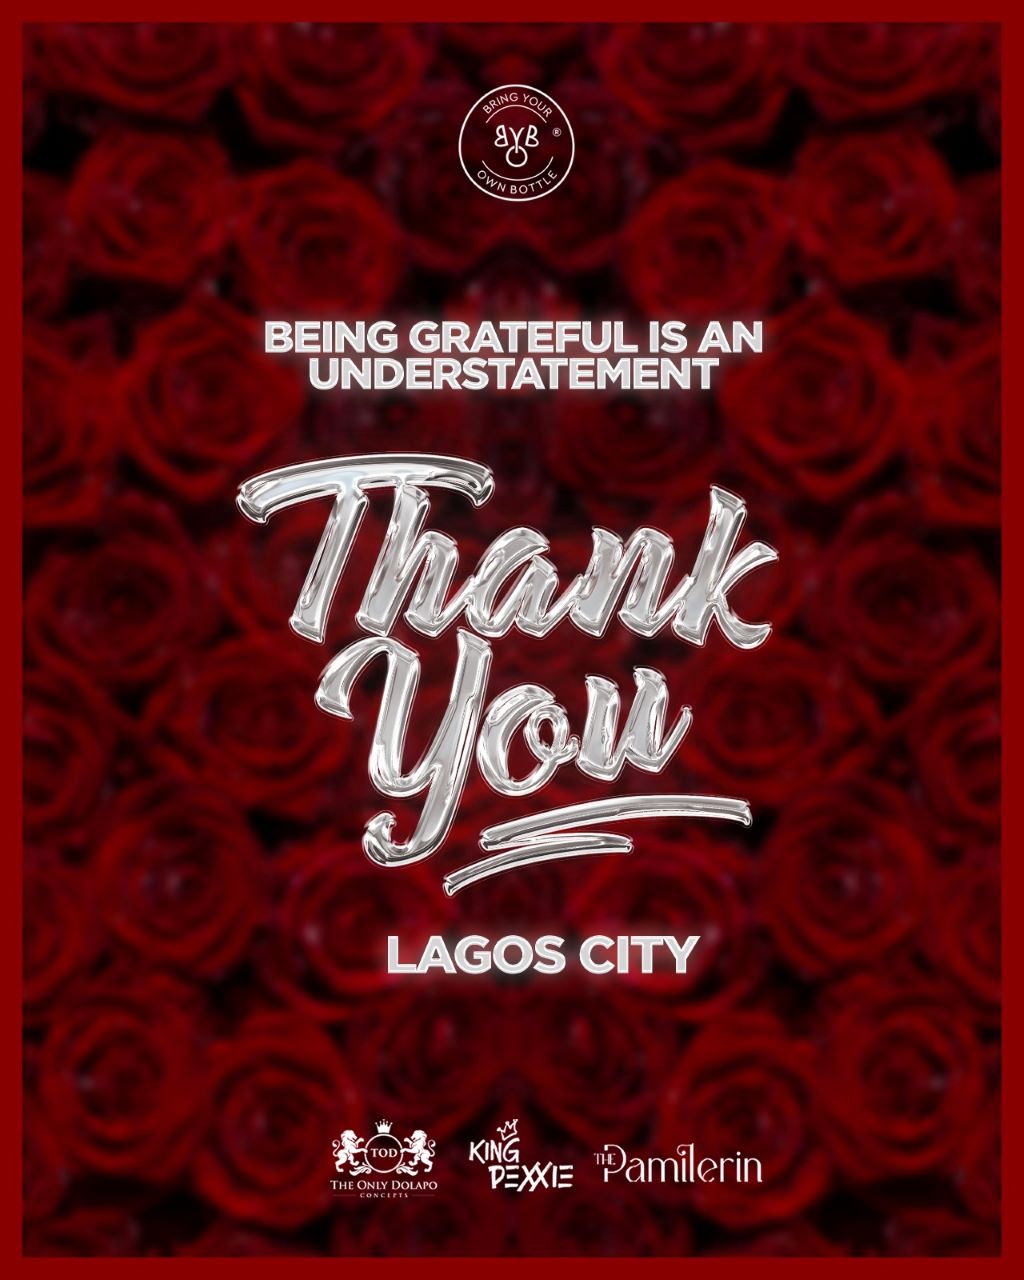 BRING YOUR
BYOB ®
OWN BOTTLE
BEING GRATEFUL IS AN
UNDERSTATEMENT
Thank
You
LAGOS CITY
TOD
THE ONLY DOLAPO
CONCEPTS
KING
PEXXIE
THE Pamilerin